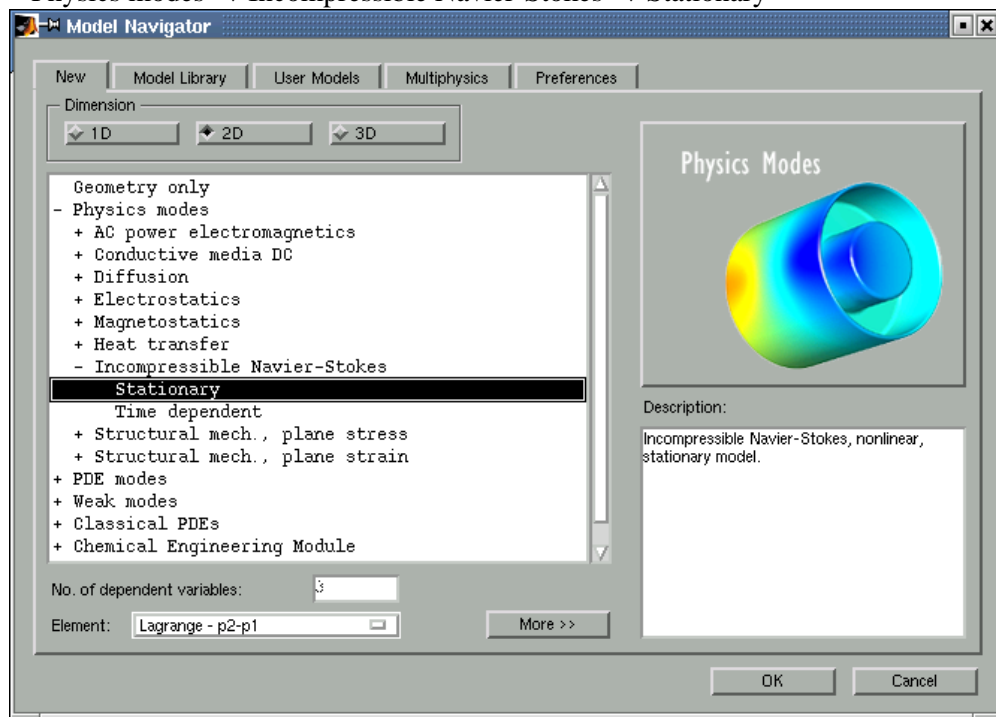 Physics modes → Incompressible Navier-Stokes → Stationary
Model Navigator
New Model Library User Models Multiphysics Preferences
Dimension
1D 2D 3D
Geometry only
- Physics modes
+ AC power electromagnetics
+ Conductive media DC
+ Diffusion
+ Electrostatics
+ Magnetostatics
+ Heat transfer
- Incompressible Navier-Stokes
Stationary
Time dependent
+ Structural mech., plane stress
+ Structural mech., plane strain
+ PDE modes
+ Weak modes
+ Classical PDEs
+ Chemical Engineering Module
No. of dependent variables: 3
Element: Lagrange - p2-p1
More >>
Physics Modes
Description:
Incompressible Navier-Stokes, nonlinear,
stationary model.
OK Cancel